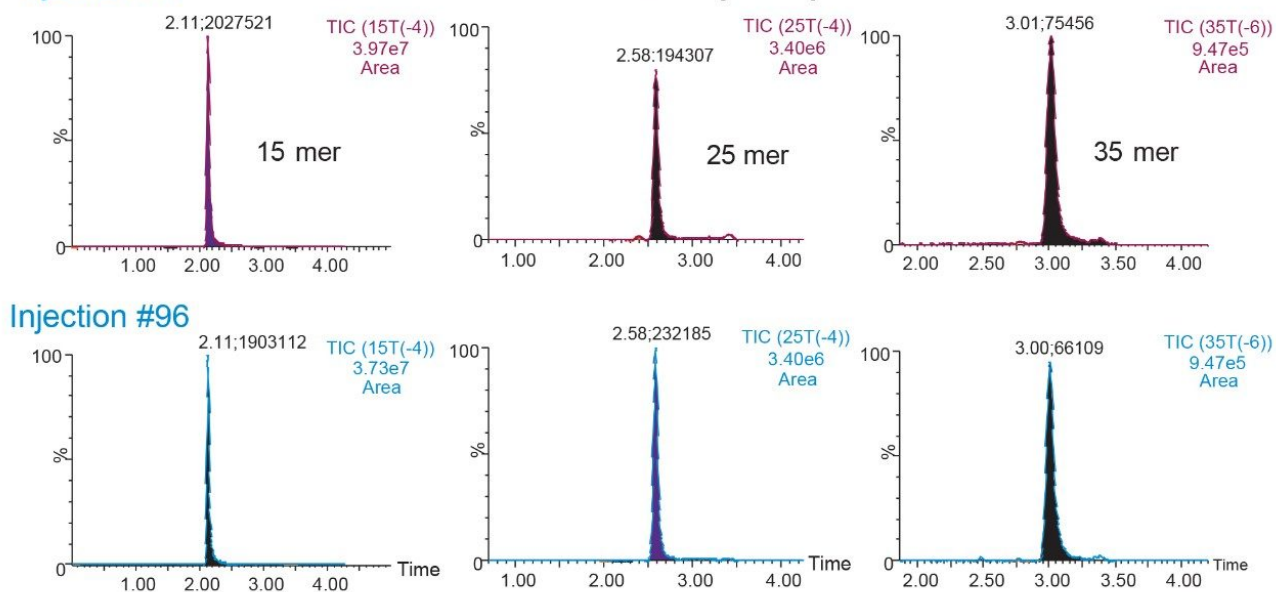 2.11;2027521
TIC (15T(-4))
3.97e7
Area
100
%
0
15 mer
1.00 2.00 3.00 4.00
2.58:194307
TIC (25T(-4))
3.40e6
Area
100
%
0
25 mer
1.00 2.00 3.00 4.00
3.01;75456
TIC (35T(-6))
9.47e5
Area
100
%
0
35 mer
2.00 2.50 3.00 3.50 4.00
Injection #96
2.11;1903112
TIC (15T(-4))
3.73e7
Area
100
%
0
Time
1.00 2.00 3.00 4.00
2.58;232185
TIC (25T(-4))
3.40e6
Area
100
%
0
Time
1.00 2.00 3.00 4.00
3.00;66109
TIC (35T(-6))
9.47e5
Area
100
%
0
Time
2.00 2.50 3.00 3.50 4.00